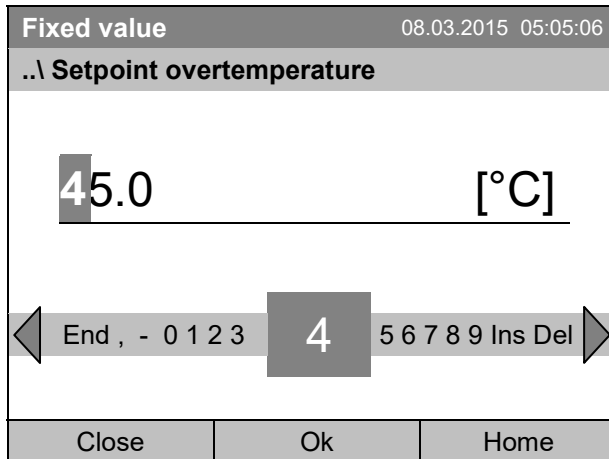 Fixed value 08.03.2015 05:05:06
..\ Setpoint overtemperature
45.0 [°C]
End , - 0 1 2 3 4 5 6 7 8 9 Ins Del
Close Ok Home